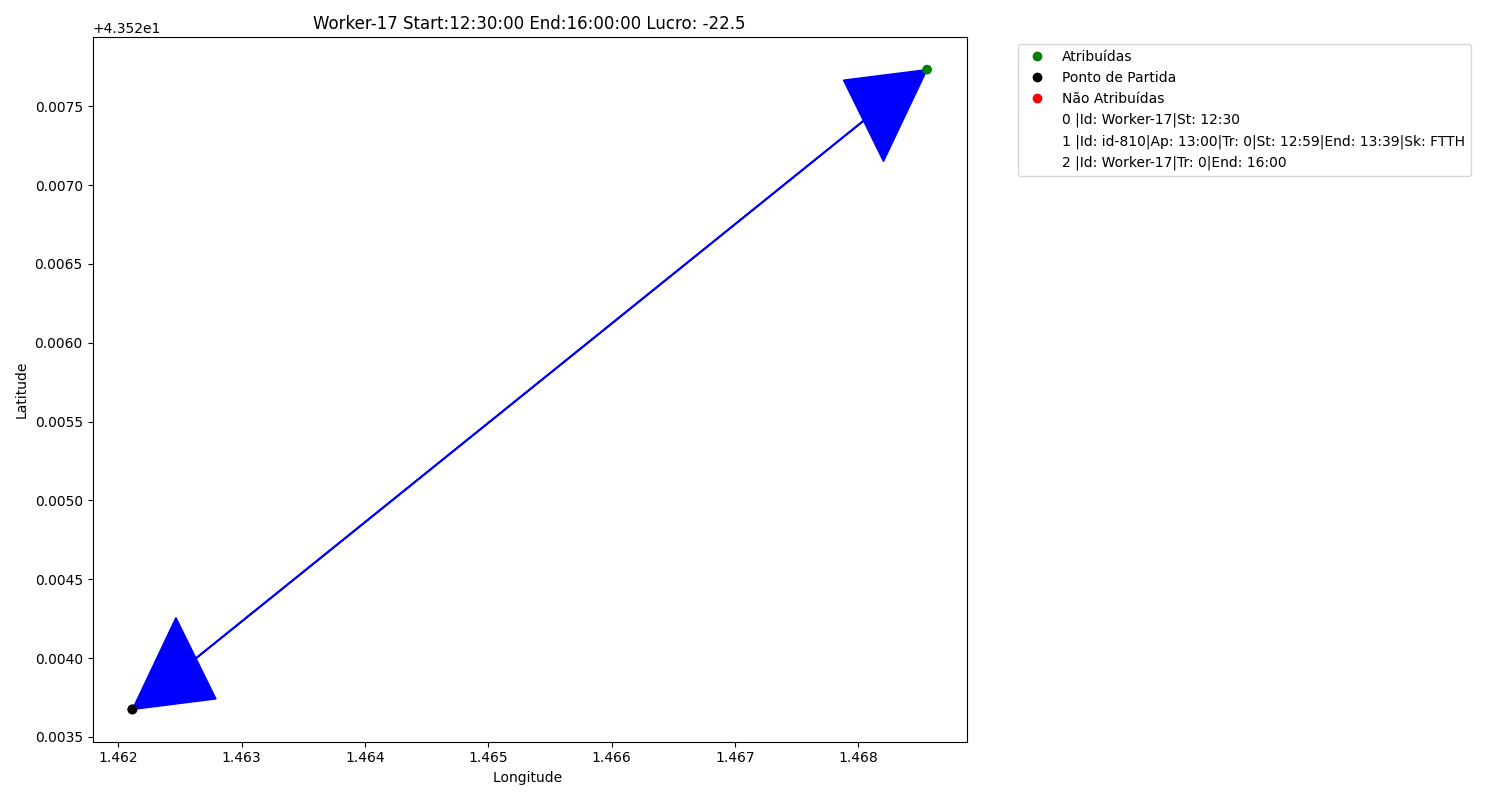 Worker-17 Start:12:30:00 End:16:00:00 Lucro: -22.5
+4.352e1
0.0075
0.0070
0.0065
0.0060
0.0055
0.0050
0.0045
0.0040
0.0035
Latitude
1.462 1.463 1.464 1.465 1.466 1.467 1.468
Longitude
Atribuídas
Ponto de Partida
Não Atribuídas
0 |Id: Worker-17|St: 12:30
1 |Id: id-810|Ap: 13:00|Tr: 0|St: 12:59|End: 13:39|Sk: FTTH
2 |Id: Worker-17|Tr: 0|End: 16:00